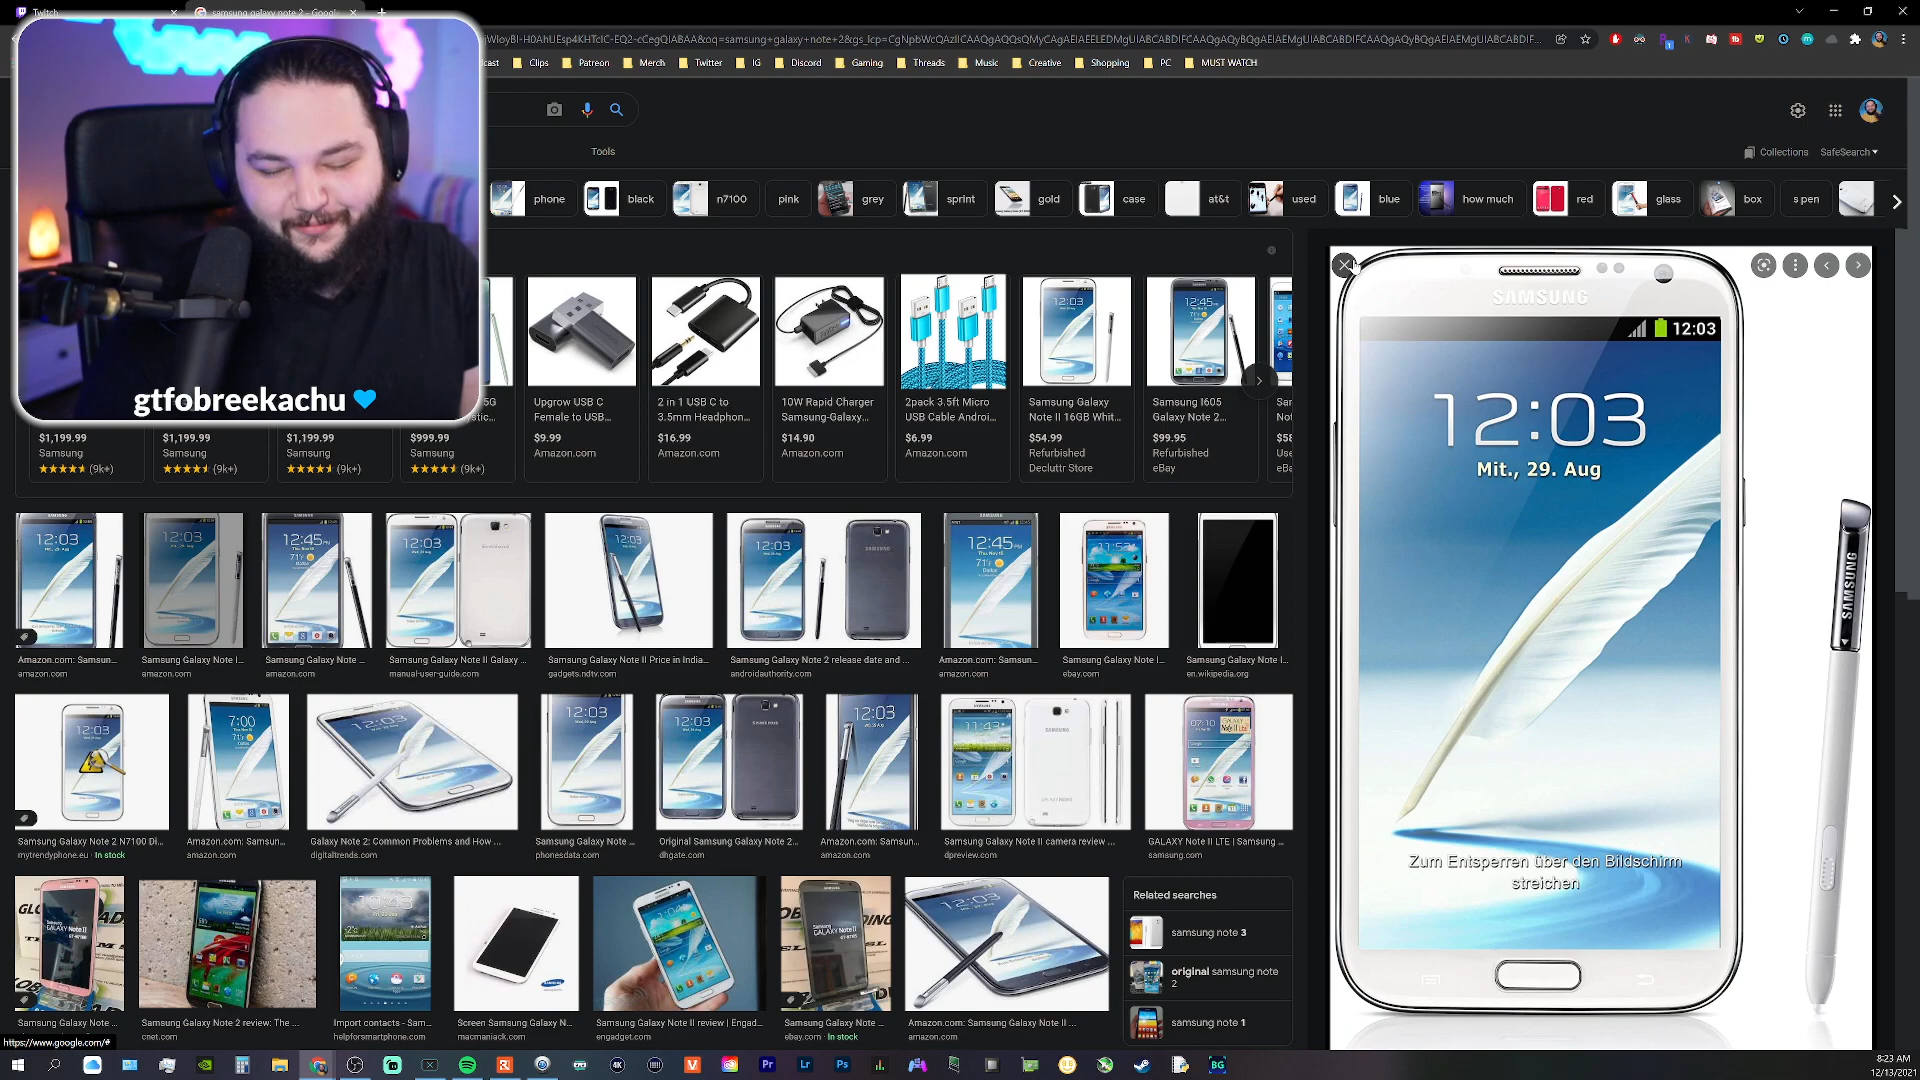 Twitch
samsung galaxy note 2 - Googl
Clips
Patreon
Merch
Twitter
IG
Discord
Gaming
Threads
Music
Creative
Shopping
PC
MUST WATCH
Tools
Collections
SafeSearch
phone
black
n7100
pink
grey
sprint
gold
case
at&t
used
blue
how much
red
glass
box
s pen
gtfobreekachu
$1,199.99
Samsung
(9k+)
$1,199.99
Samsung
(9k+)
$1,199.99
Samsung
(9k+)
$999.99
Samsung
(9k+)
Upgrow USB C
Female to USB...
$9.99
Amazon.com
2 in 1 USB C to
3.5mm Headphon...
$16.99
Amazon.com
10W Rapid Charger
Samsung-Galaxy...
$14.90
Amazon.com
2pack 3.5ft Micro
USB Cable Androi...
$6.99
Amazon.com
Samsung Galaxy
Note II 16GB Whit...
$54.99
Refurbished
Decluttr Store
Samsung I605
Galaxy Note 2...
$99.95
Refurbished
eBay
Amazon.com: Samsun...
amazon.com
Samsung Galaxy Note I...
amazon.com
Samsung Galaxy Note ...
amazon.com
Samsung Galaxy Note II Galaxy ...
manual-user-guide.com
Samsung Galaxy Note II Price in India...
gadgets.ndtv.com
Samsung Galaxy Note 2 release date and ...
androidauthority.com
Amazon.com: Samsun...
amazon.com
Samsung Galaxy Note I...
ebay.com
Samsung Galaxy Note I...
en.wikipedia.org
Samsung Galaxy Note 2 N7100 Di...
mytrendyphone.eu · In stock
Amazon.com: Samsun...
amazon.com
Galaxy Note 2: Common Problems and How ...
digitaltrends.com
Samsung Galaxy Note ...
phonesdata.com
Original Samsung Galaxy Note 2...
dhgate.com
Amazon.com: Samsun...
amazon.com
Samsung Galaxy Note II camera review ...
dpreview.com
GALAXY Note II LTE | Samsung ...
samsung.com
Samsung Galaxy Note ...
Samsung Galaxy Note 2 review: The ...
cnet.com
Import contacts - Sam...
helpforsmartphone.com
Screen Samsung Galaxy N...
macmaniack.com
Samsung Galaxy Note II review | Engad...
engadget.com
Samsung Galaxy Note ...
ebay.com · In stock
Amazon.com: Samsung Galaxy Note II ...
amazon.com
Related searches
samsung note 3
original samsung note
2
samsung note 1
SAMSUNG
12:03
12:03
Mit., 29. Aug
Zum Entsperren über den Bildschirm
streichen
SAMSUNG
https://www.google.com/#
8:23 AM
12/13/2021